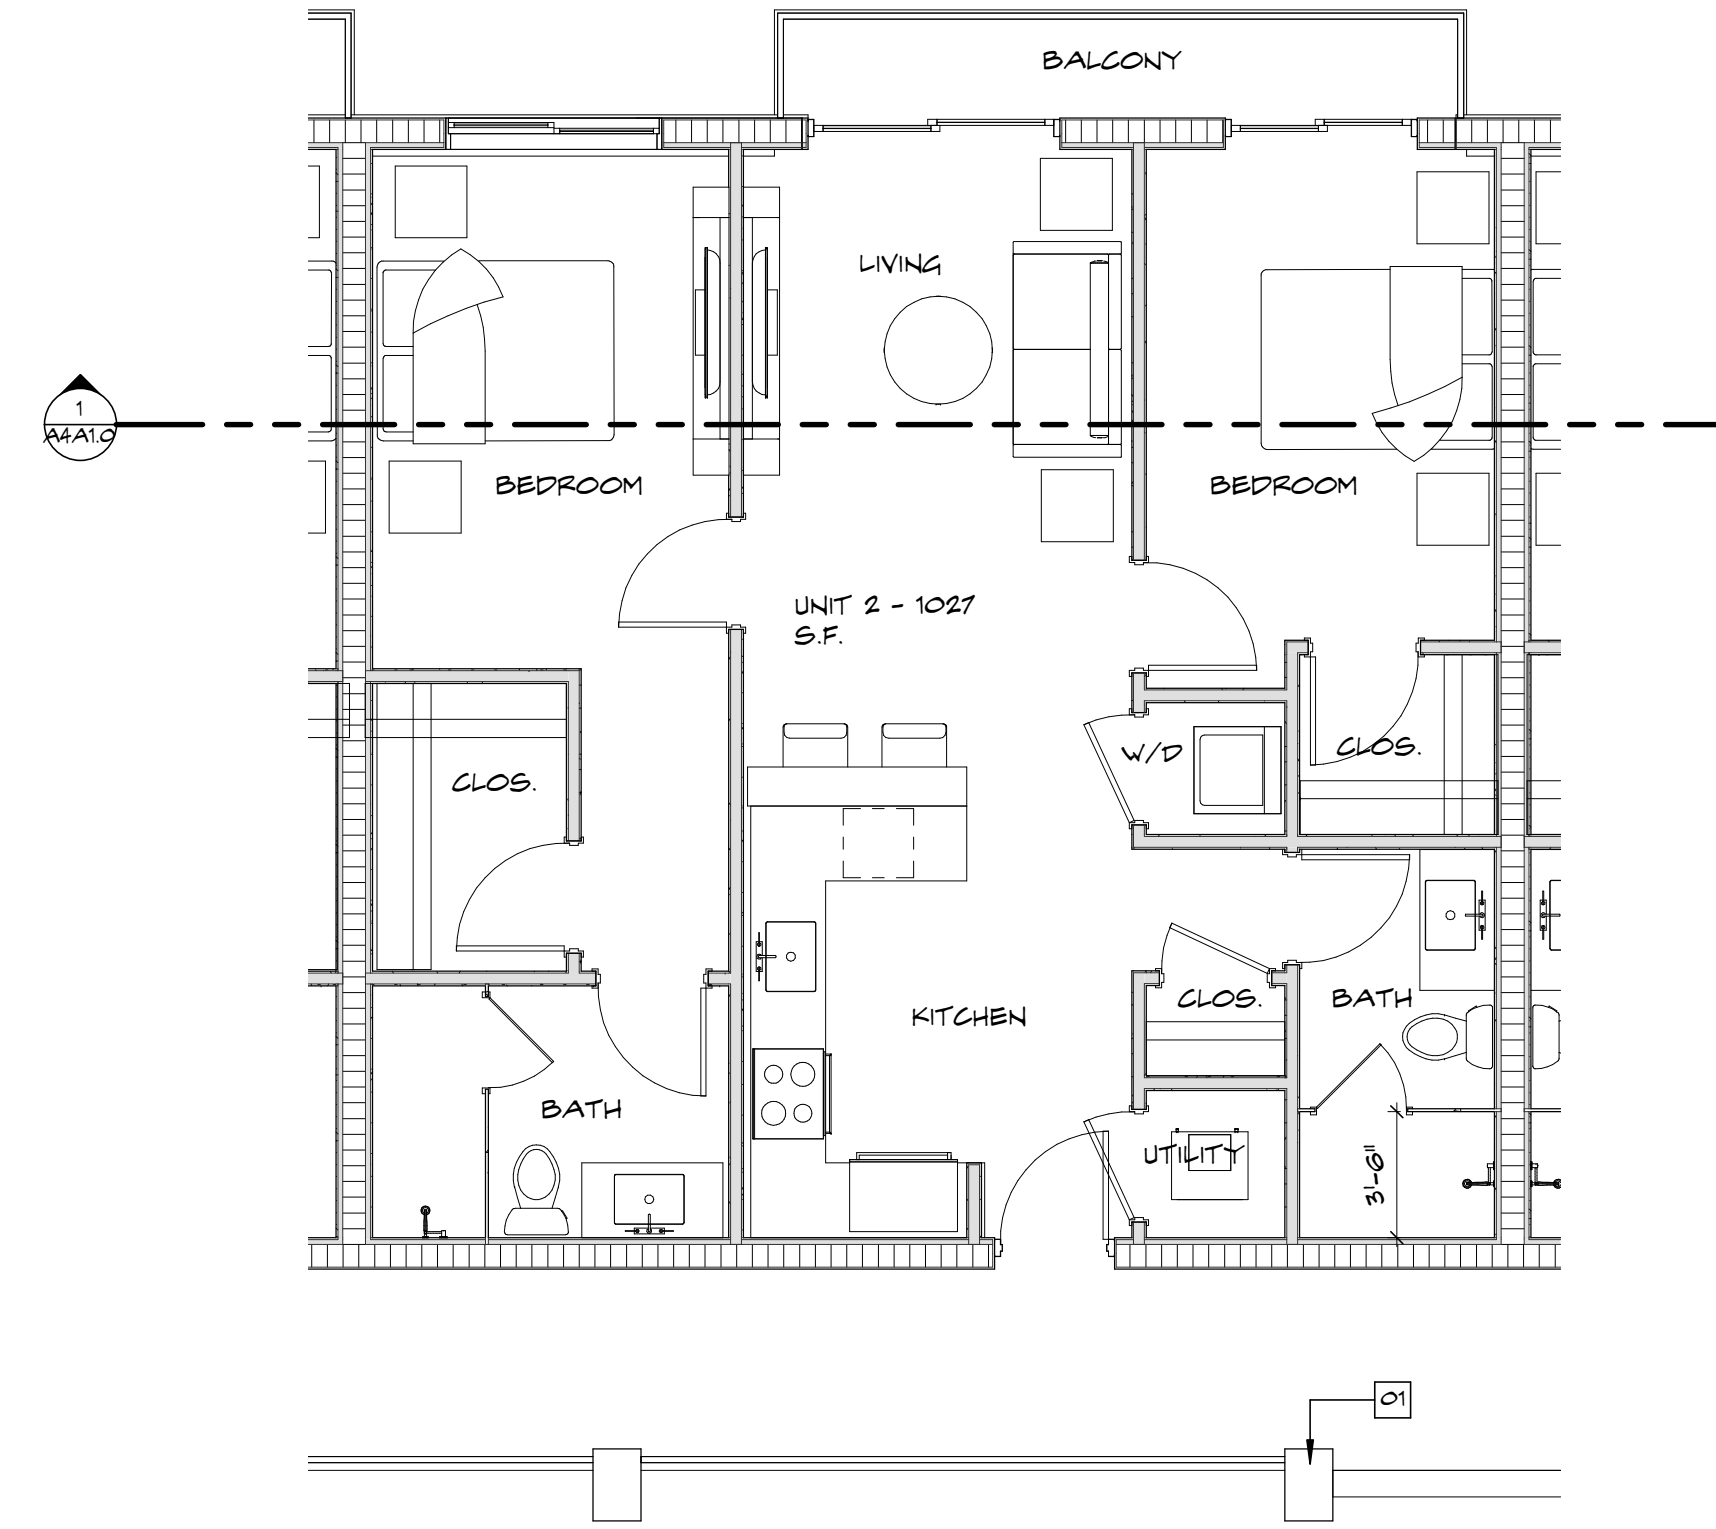 BALCONY
LIVING
1
A4A1.0
BEDROOM
BEDROOM
UNIT 2 - 1027
S.F.
W/D
CLOS.
CLOS.
CLOS.
BATH
KITCHEN
BATH
UTILITY
3'-6"
01